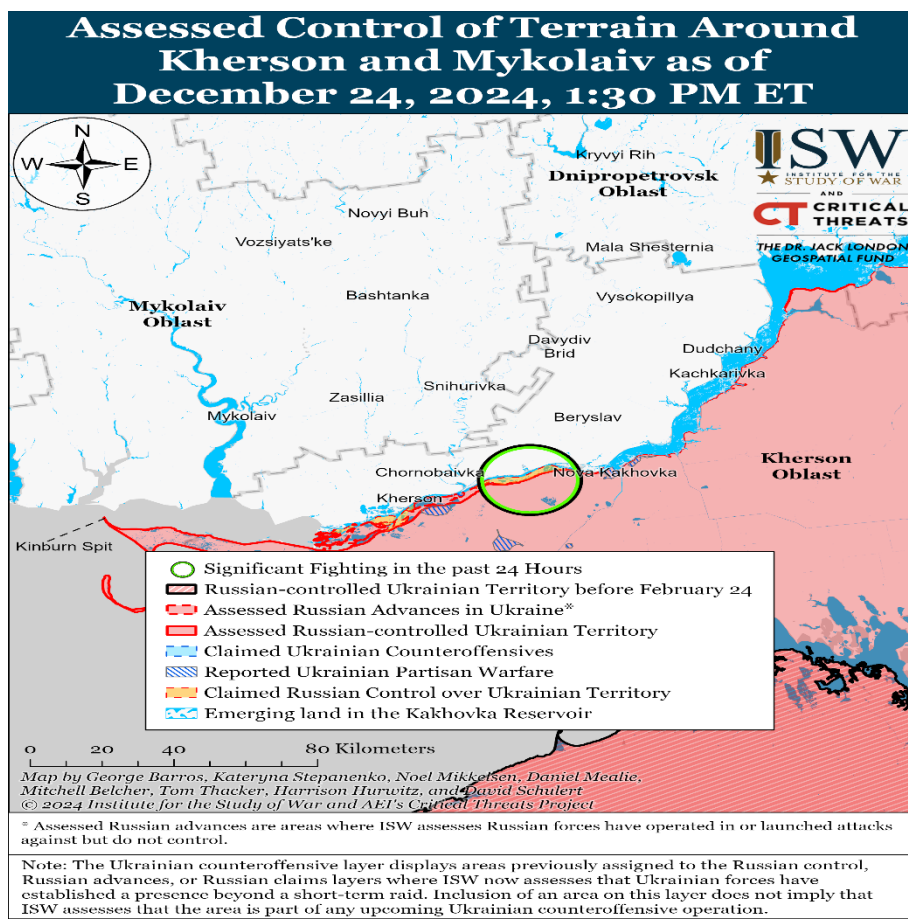 Assessed Control of Terrain Around
Kherson and Mykolaiv as of
December 24, 2024, 1:30 PM ET
N
W E
S
ISW
INSTITUTE FOR THE
STUDY OF WAR
AND
CT CRITICAL
THREATS
THE DR. JACK LONDON
GEOSPATIAL FUND
Kryvyi Rih
Dnipropetrovsk
Oblast
Novyi Buh
Vozsiyats'ke
Mala Shesternia
Bashtanka
Vysokopillya
Mykolaiv
Oblast
Davydiv
Brid
Dudchany
Kachkarivka
Snihurivka
Zasillia
Mykolaiv
Beryslav
Chornobaivka
Nova Kakhovka
Kherson
Oblast
Kherson
Kinburn Spit
Significant Fighting in the past 24 Hours
Russian-controlled Ukrainian Territory before February 24
Assessed Russian Advances in Ukraine*
Assessed Russian-controlled Ukrainian Territory
Claimed Ukrainian Counteroffensives
Reported Ukrainian Partisan Warfare
Claimed Russian Control over Ukrainian Territory
Emerging land in the Kakhovka Reservoir
0 20 40 80 Kilometers
Map by George Barros, Kateryna Stepanenko, Noel Mikkelsen, Daniel Mealie,
Mitchell Belcher, Tom Thacker, Harrison Hurwitz, and David Schulert
© 2024 Institute for the Study of War and AEI's Critical Threats Project
* Assessed Russian advances are areas where ISW assesses Russian forces have operated in or launched attacks
against but do not control.
Note: The Ukrainian counteroffensive layer displays areas previously assigned to the Russian control,
Russian advances, or Russian claims layers where ISW now assesses that Ukrainian forces have
established a presence beyond a short-term raid. Inclusion of an area on this layer does not imply that
ISW assesses that the area is part of any upcoming Ukrainian counteroffensive operation.